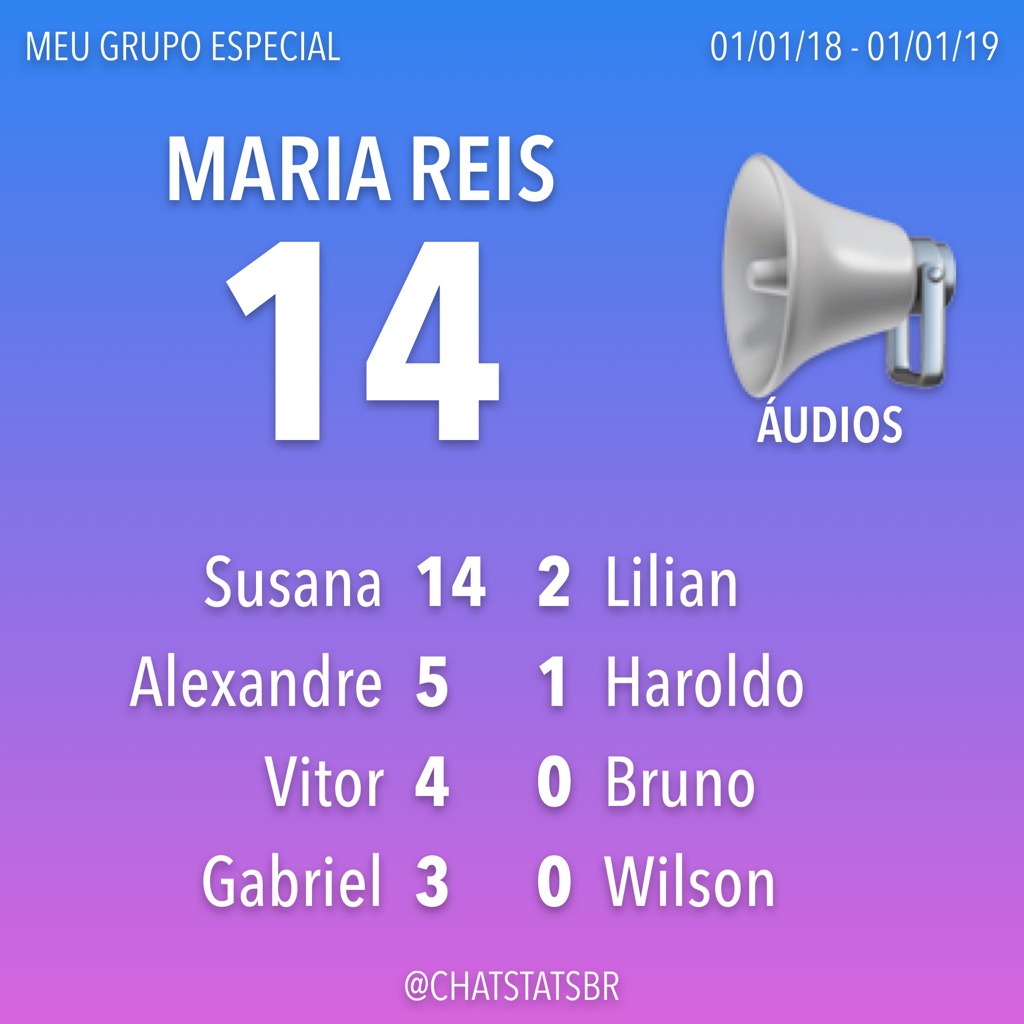 MEU GRUPO ESPECIAL
01/01/18 - 01/01/19
MARIA REIS
14
ÁUDIOS
Susana 14 2 Lilian
Alexandre 5 1 Haroldo
Vitor 4 0 Bruno
Gabriel 3 0 Wilson
@CHATSTATSBR